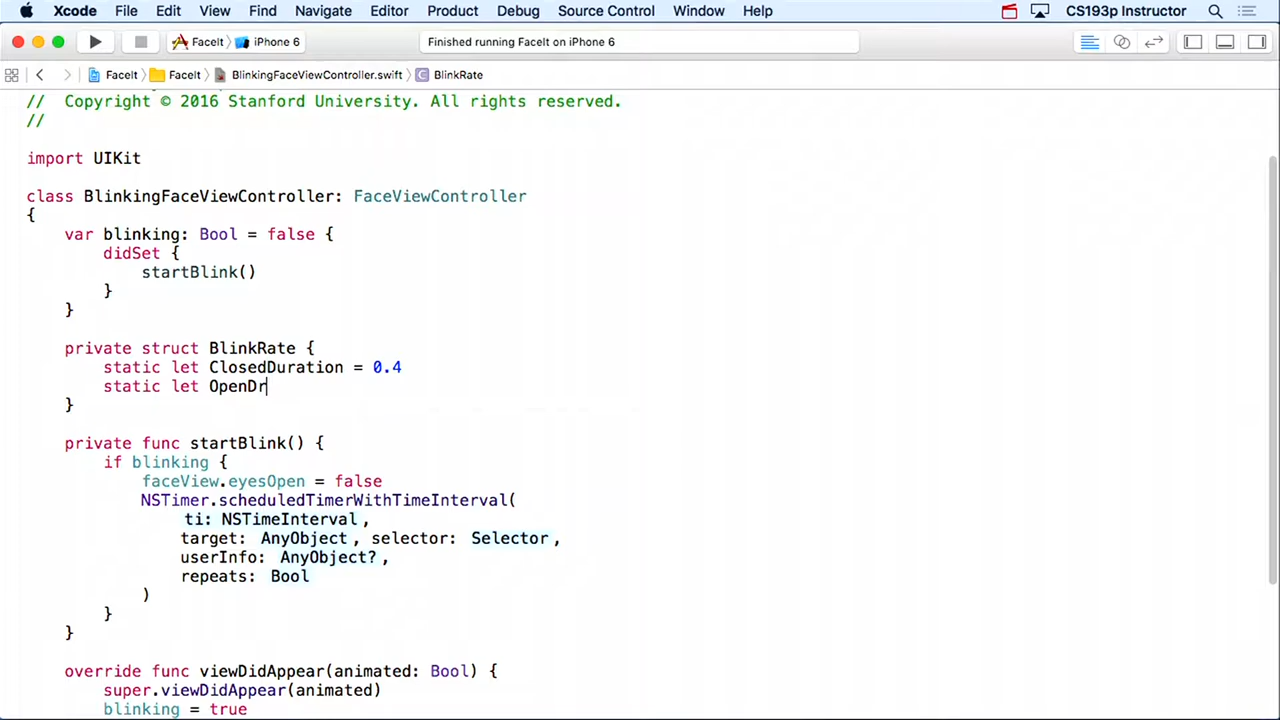 Xcode File Edit View Find Navigate Editor Product Debug Source Control Window Help CS193p Instructor
FaceIt iPhone 6 Finished running FaceIt on iPhone 6
FaceIt FaceIt BlinkingFaceViewController.swift C BlinkRate
// Copyright © 2016 Stanford University. All rights reserved.
//
import UIKit
class BlinkingFaceViewController: FaceViewController
{
var blinking: Bool = false {
didSet {
startBlink()
}
}
private struct BlinkRate {
static let ClosedDuration = 0.4
static let OpenDr
}
private func startBlink() {
if blinking {
faceView.eyesOpen = false
NSTimer.scheduledTimerWithTimeInterval(
ti: NSTimeInterval,
target: AnyObject, selector: Selector,
userInfo: AnyObject?,
repeats: Bool
)
}
}
override func viewDidAppear(animated: Bool) {
super.viewDidAppear(animated)
blinking = true